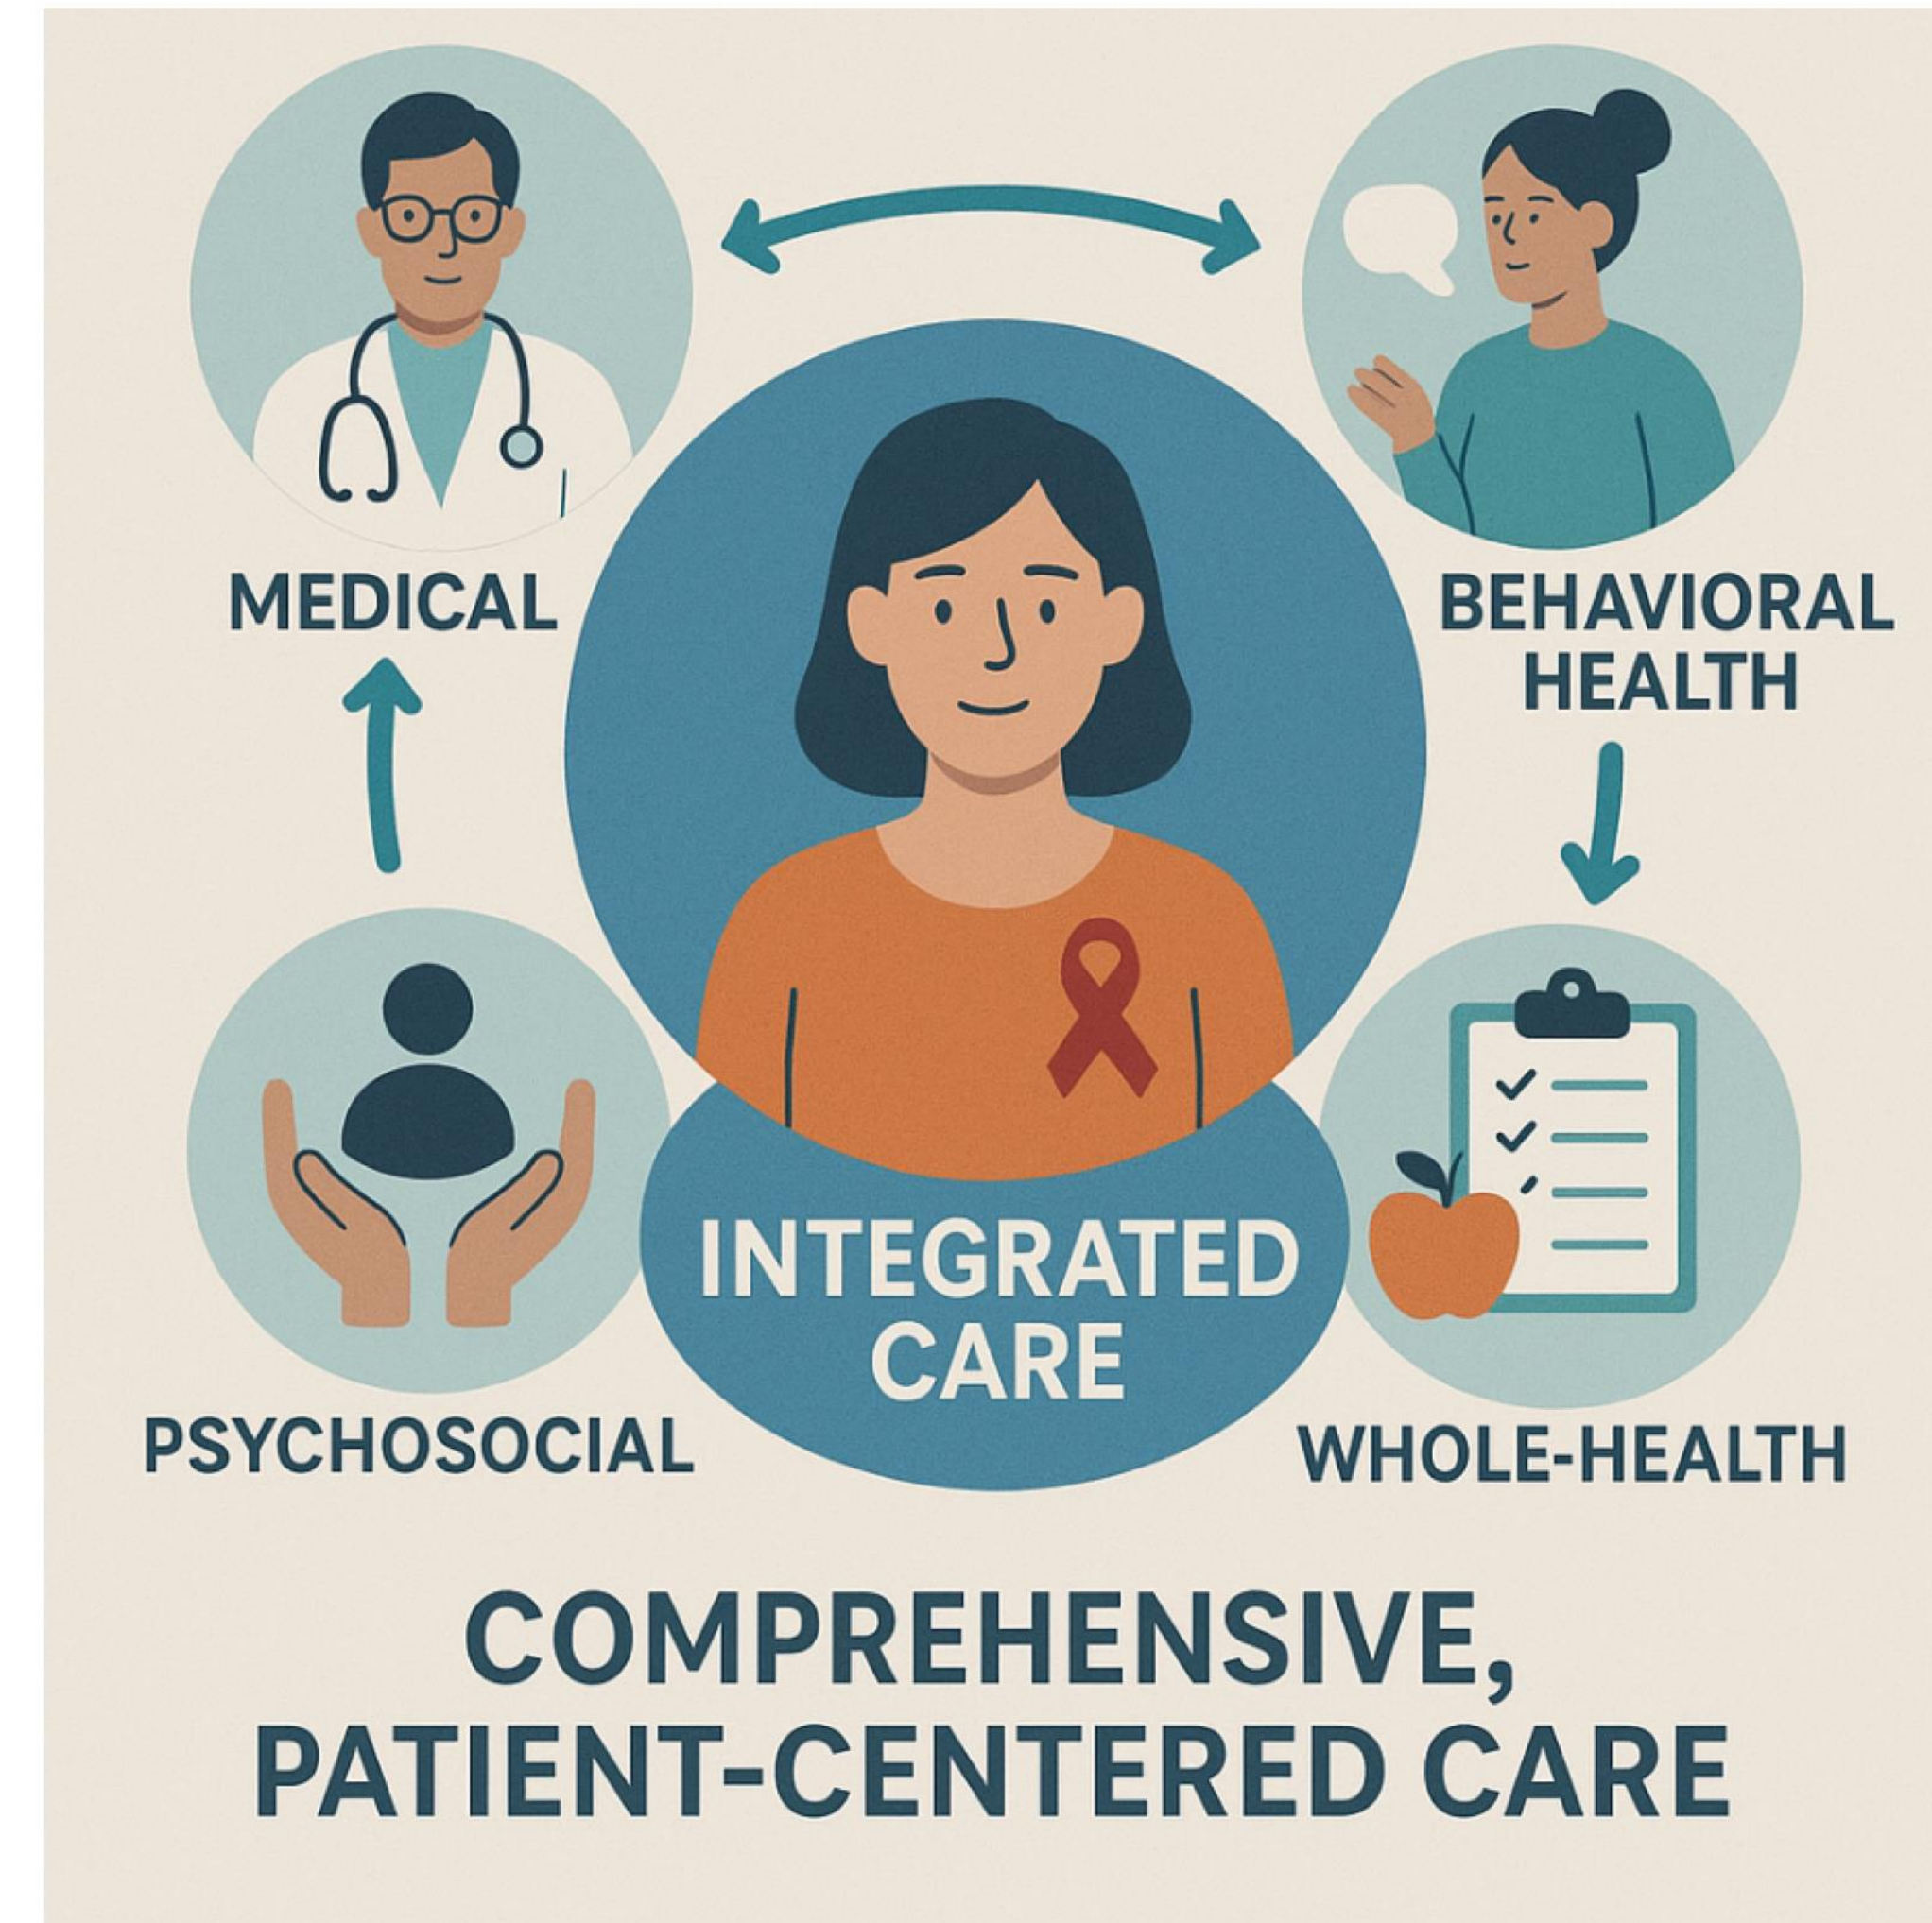 MEDICAL
BEHAVIORAL
HEALTH
INTEGRATED
CARE
PSYCHOSOCIAL
WHOLE-HEALTH
COMPREHENSIVE,
PATIENT-CENTERED CARE